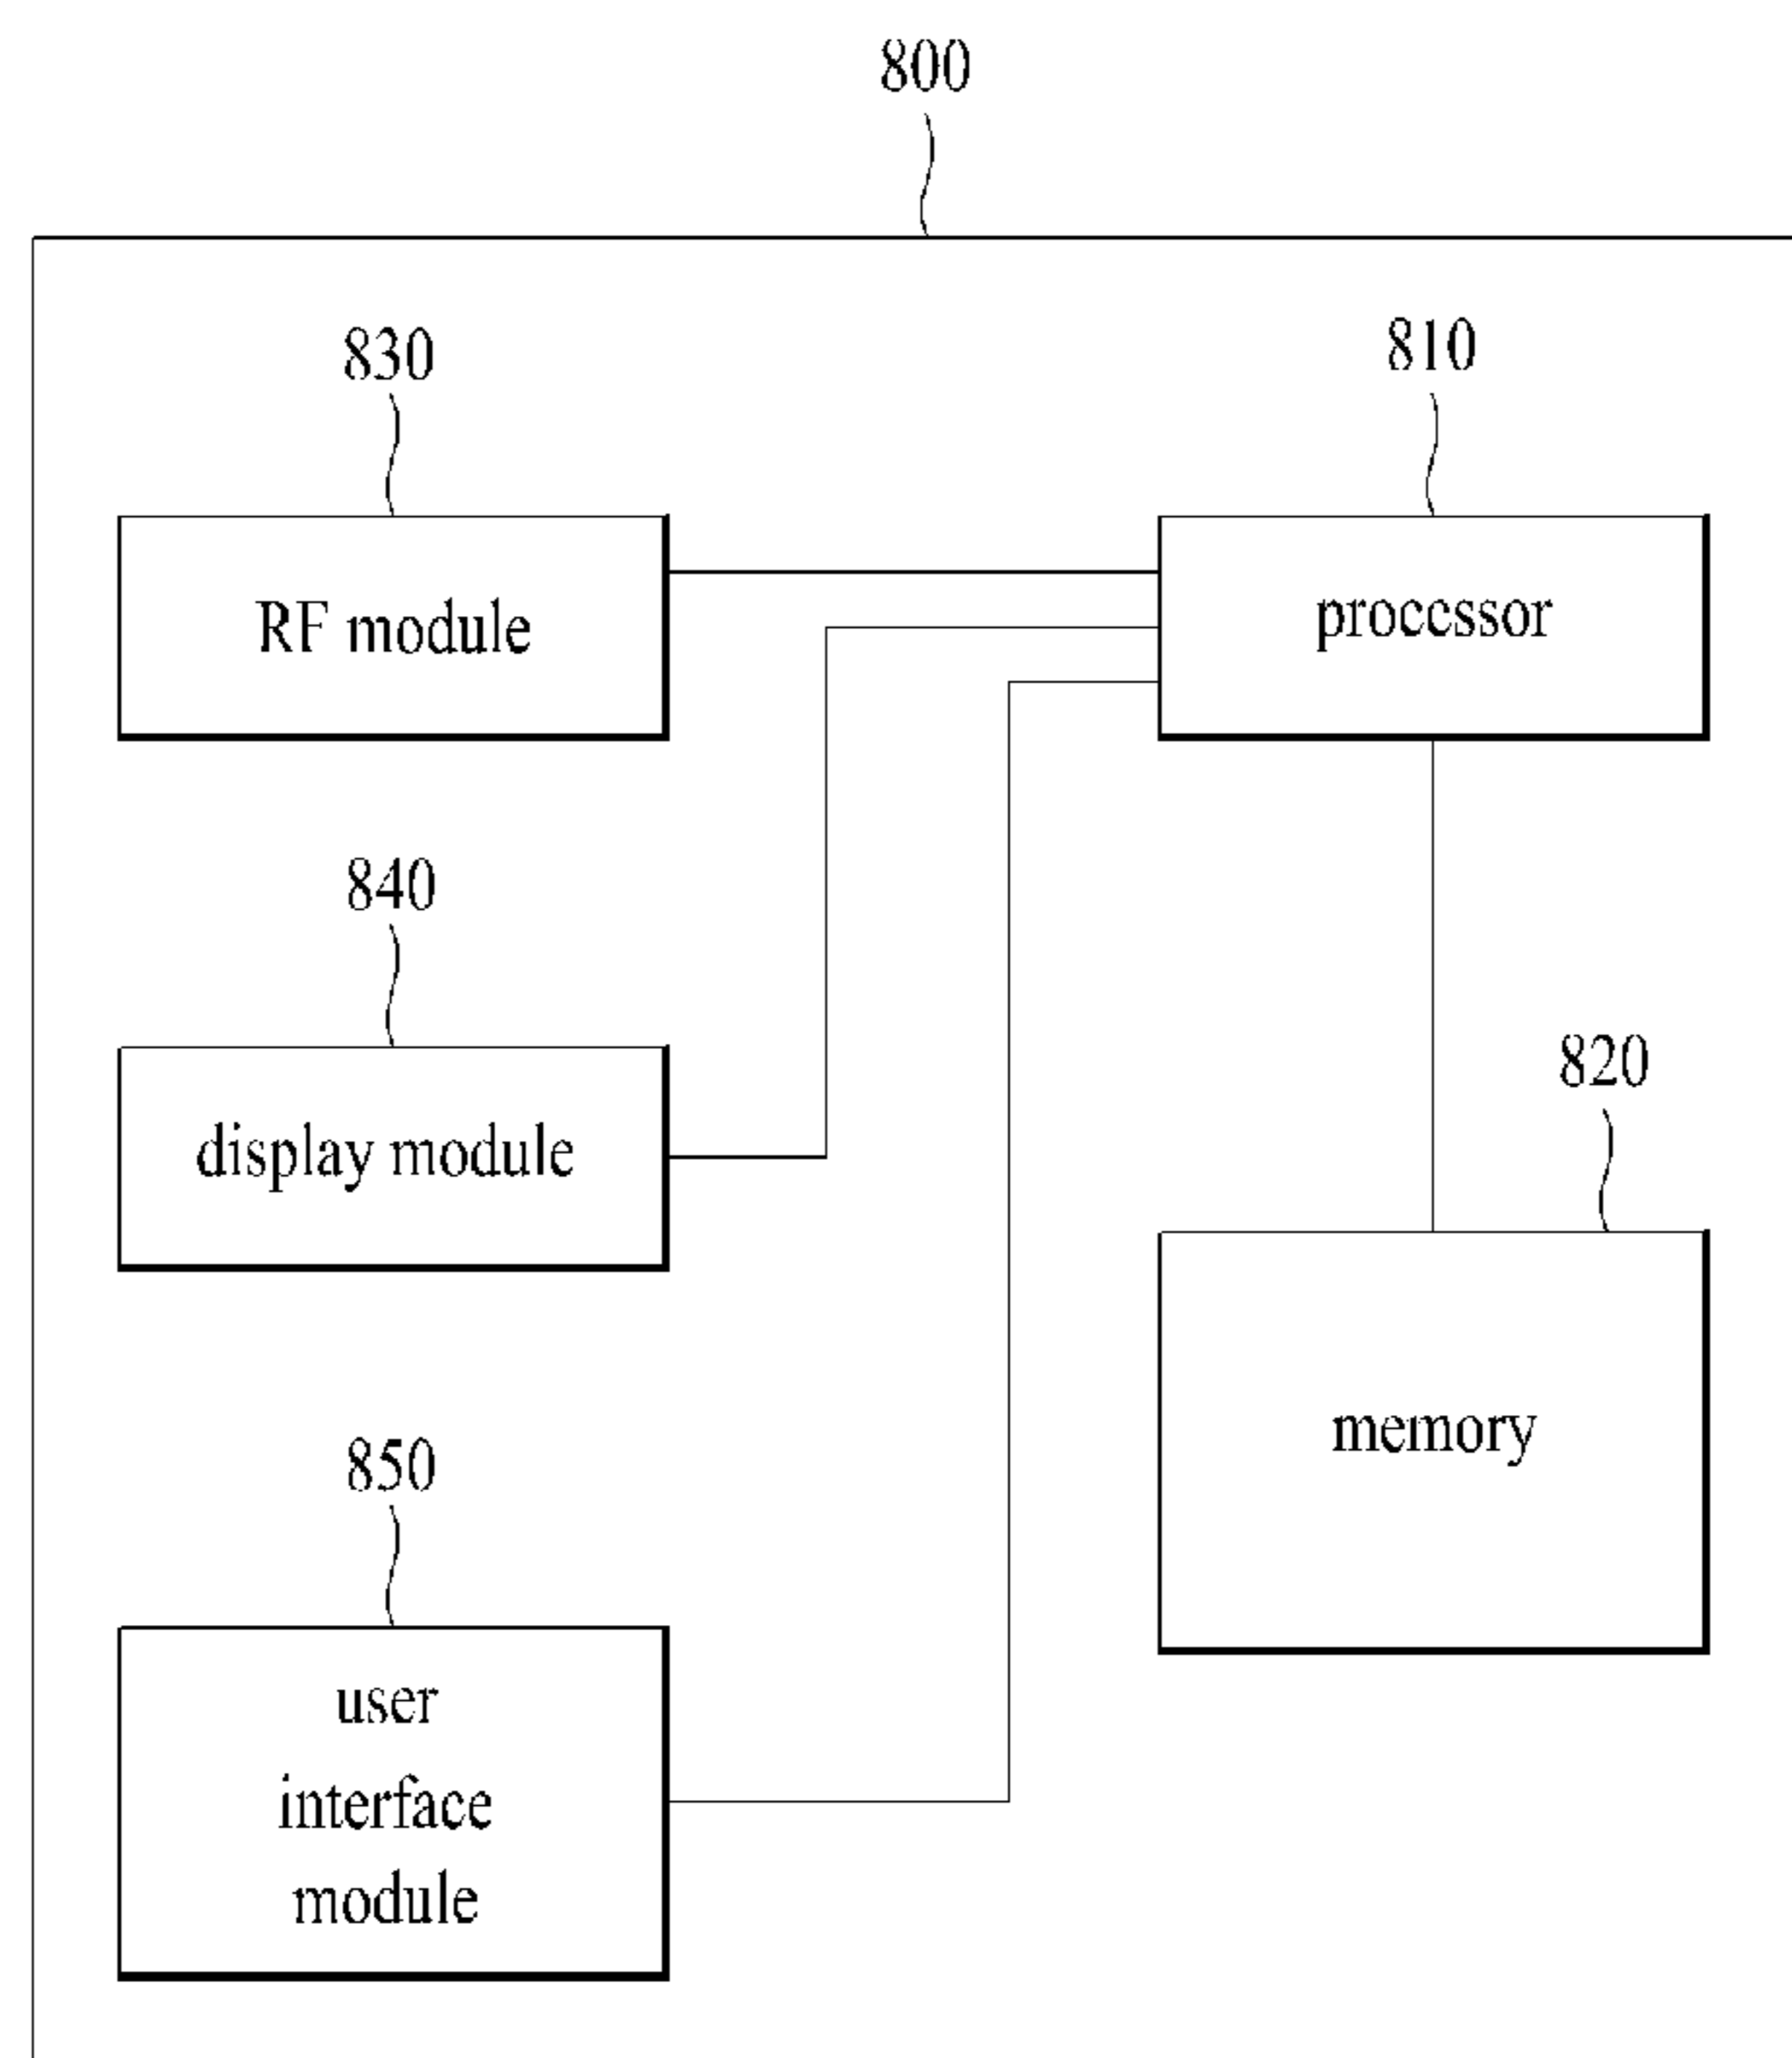 800
830
810
RF module
processor
840
820
display module
memory
850
user
interface
module